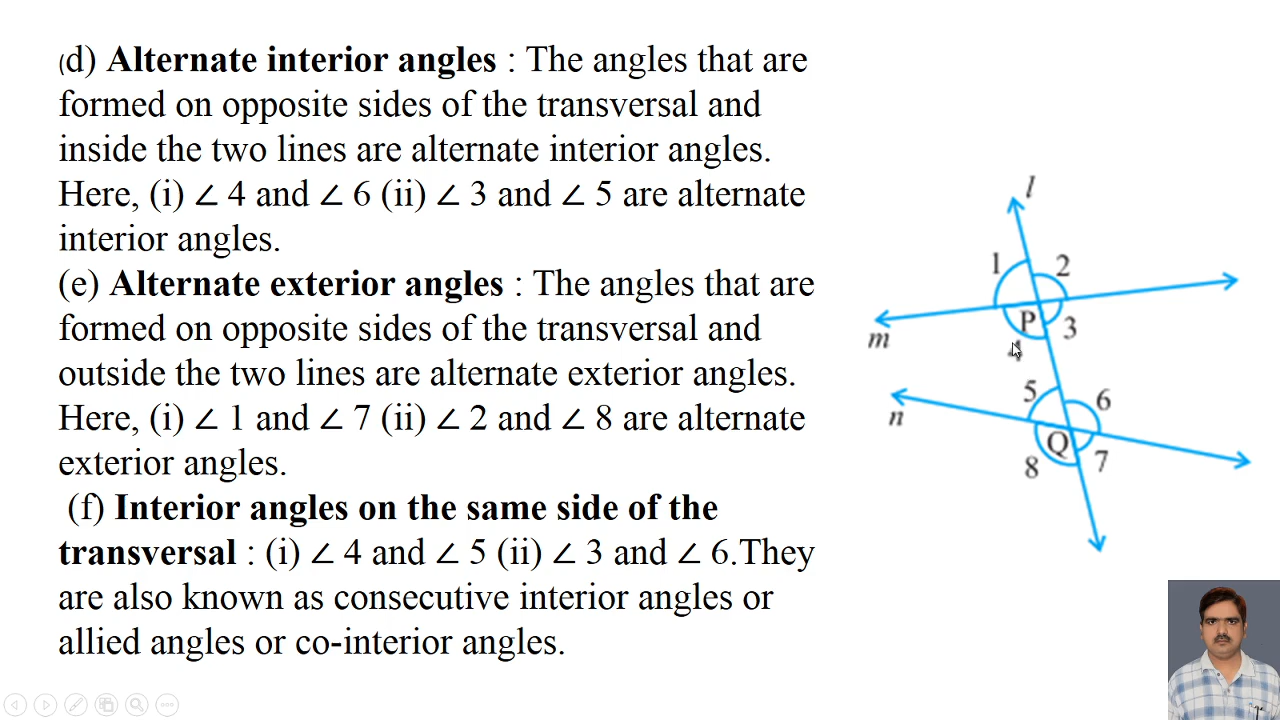 (d) Alternate interior angles : The angles that are
formed on opposite sides of the transversal and
inside the two lines are alternate interior angles.
Here, (i) ∠ 4 and ∠ 6 (ii) ∠ 3 and ∠ 5 are alternate
interior angles.
(e) Alternate exterior angles : The angles that are
formed on opposite sides of the transversal and
outside the two lines are alternate exterior angles.
Here, (i) ∠ 1 and ∠ 7 (ii) ∠ 2 and ∠ 8 are alternate
exterior angles.
(f) Interior angles on the same side of the
transversal : (i) ∠ 4 and ∠ 5 (ii) ∠ 3 and ∠ 6.They
are also known as consecutive interior angles or
allied angles or co-interior angles.
l
1 2
P 3
m 4
5 6
n
Q
8 7